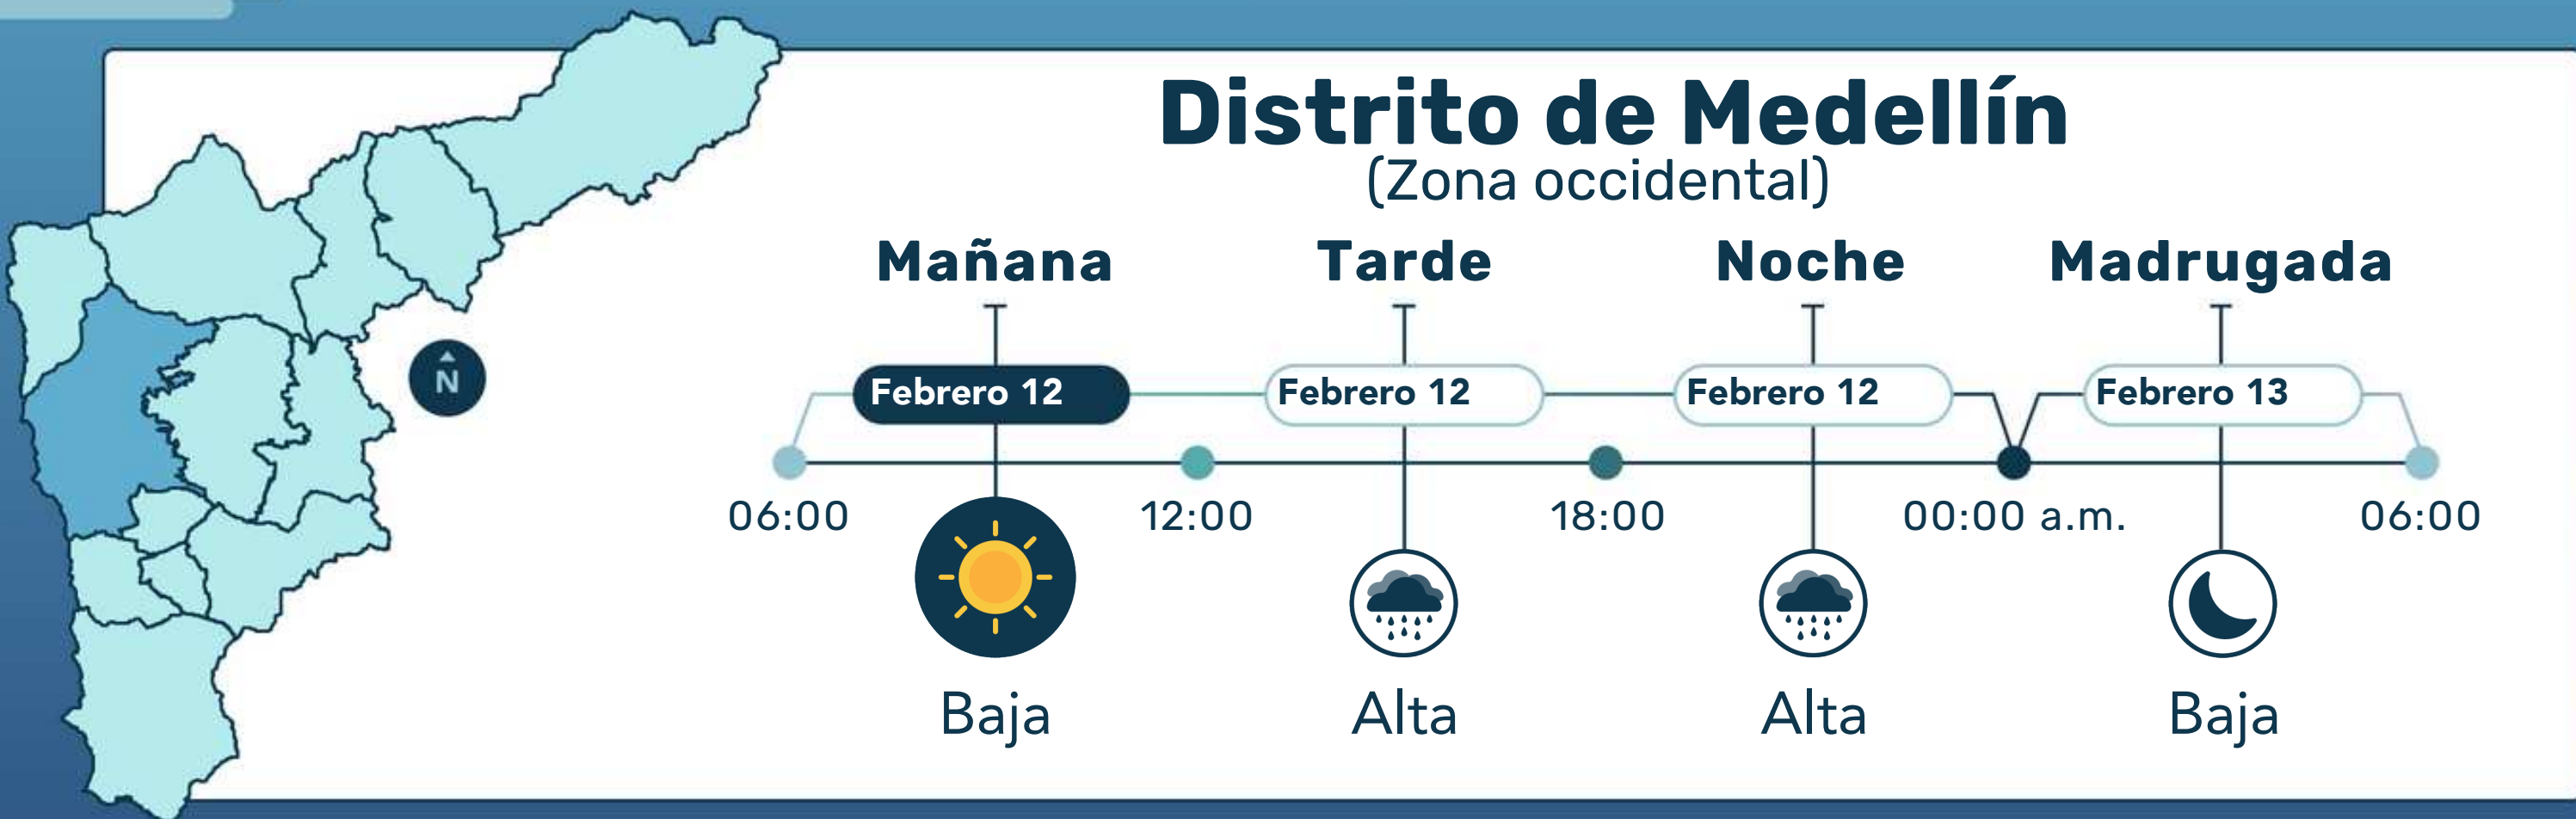 Distrito de Medellín
(Zona occidental)
Mañana Tarde Noche Madrugada
Febrero 12 Febrero 12 Febrero 12 Febrero 13
N
06:00 12:00 18:00 00:00 a.m. 06:00
Baja Alta Alta Baja